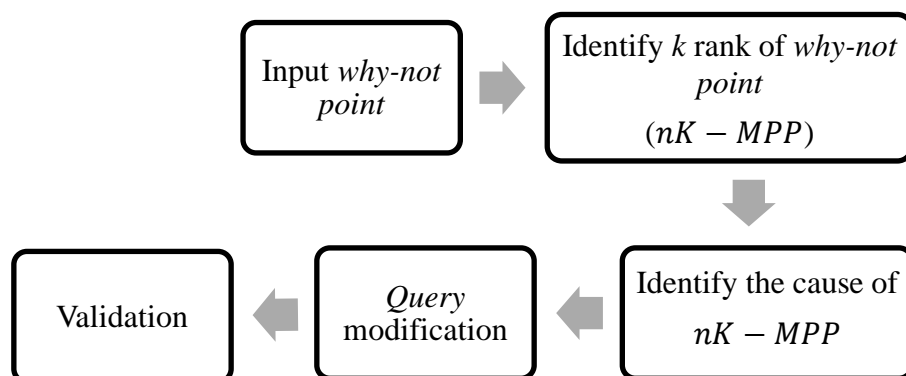 Input why-not
point
Identify k rank of why-not
point
(nK − MPP)
Identify the cause of
nK − MPP
Query
modification
Validation